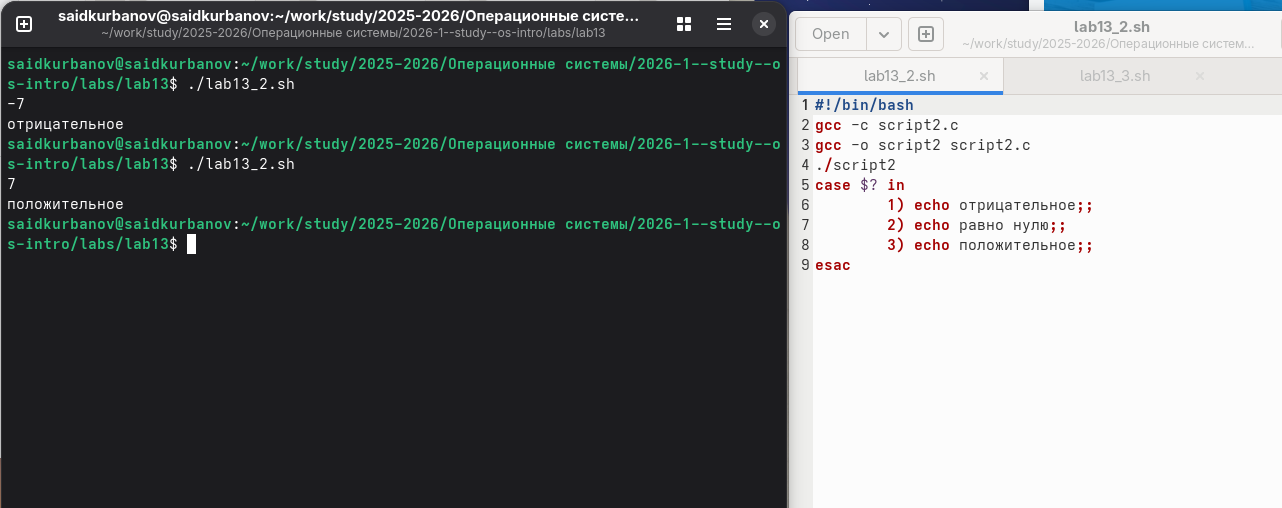 saidkurbanov@saidkurbanov:~/work/study/2025-2026/Операционные систе...
~/work/study/2025-2026/Операционные системы/2026-1--study--os-intro/labs/lab13
saidkurbanov@saidkurbanov:~/work/study/2025-2026/Операционные системы/2026-1--study--o
s-intro/labs/lab13$ ./lab13_2.sh
-7
отрицательное
saidkurbanov@saidkurbanov:~/work/study/2025-2026/Операционные системы/2026-1--study--o
s-intro/labs/lab13$ ./lab13_2.sh
7
положительное
saidkurbanov@saidkurbanov:~/work/study/2025-2026/Операционные системы/2026-1--study--o
s-intro/labs/lab13$
Open
lab13_2.sh
~/work/study/2025-2026/Операционные систем...
lab13_2.sh
lab13_3.sh
1 #!/bin/bash
2 gcc -c script2.c
3 gcc -o script2 script2.c
4 ./script2
5 case $? in
6 1) echo отрицательное;;
7 2) echo равно нулю;;
8 3) echo положительное;;
9 esac